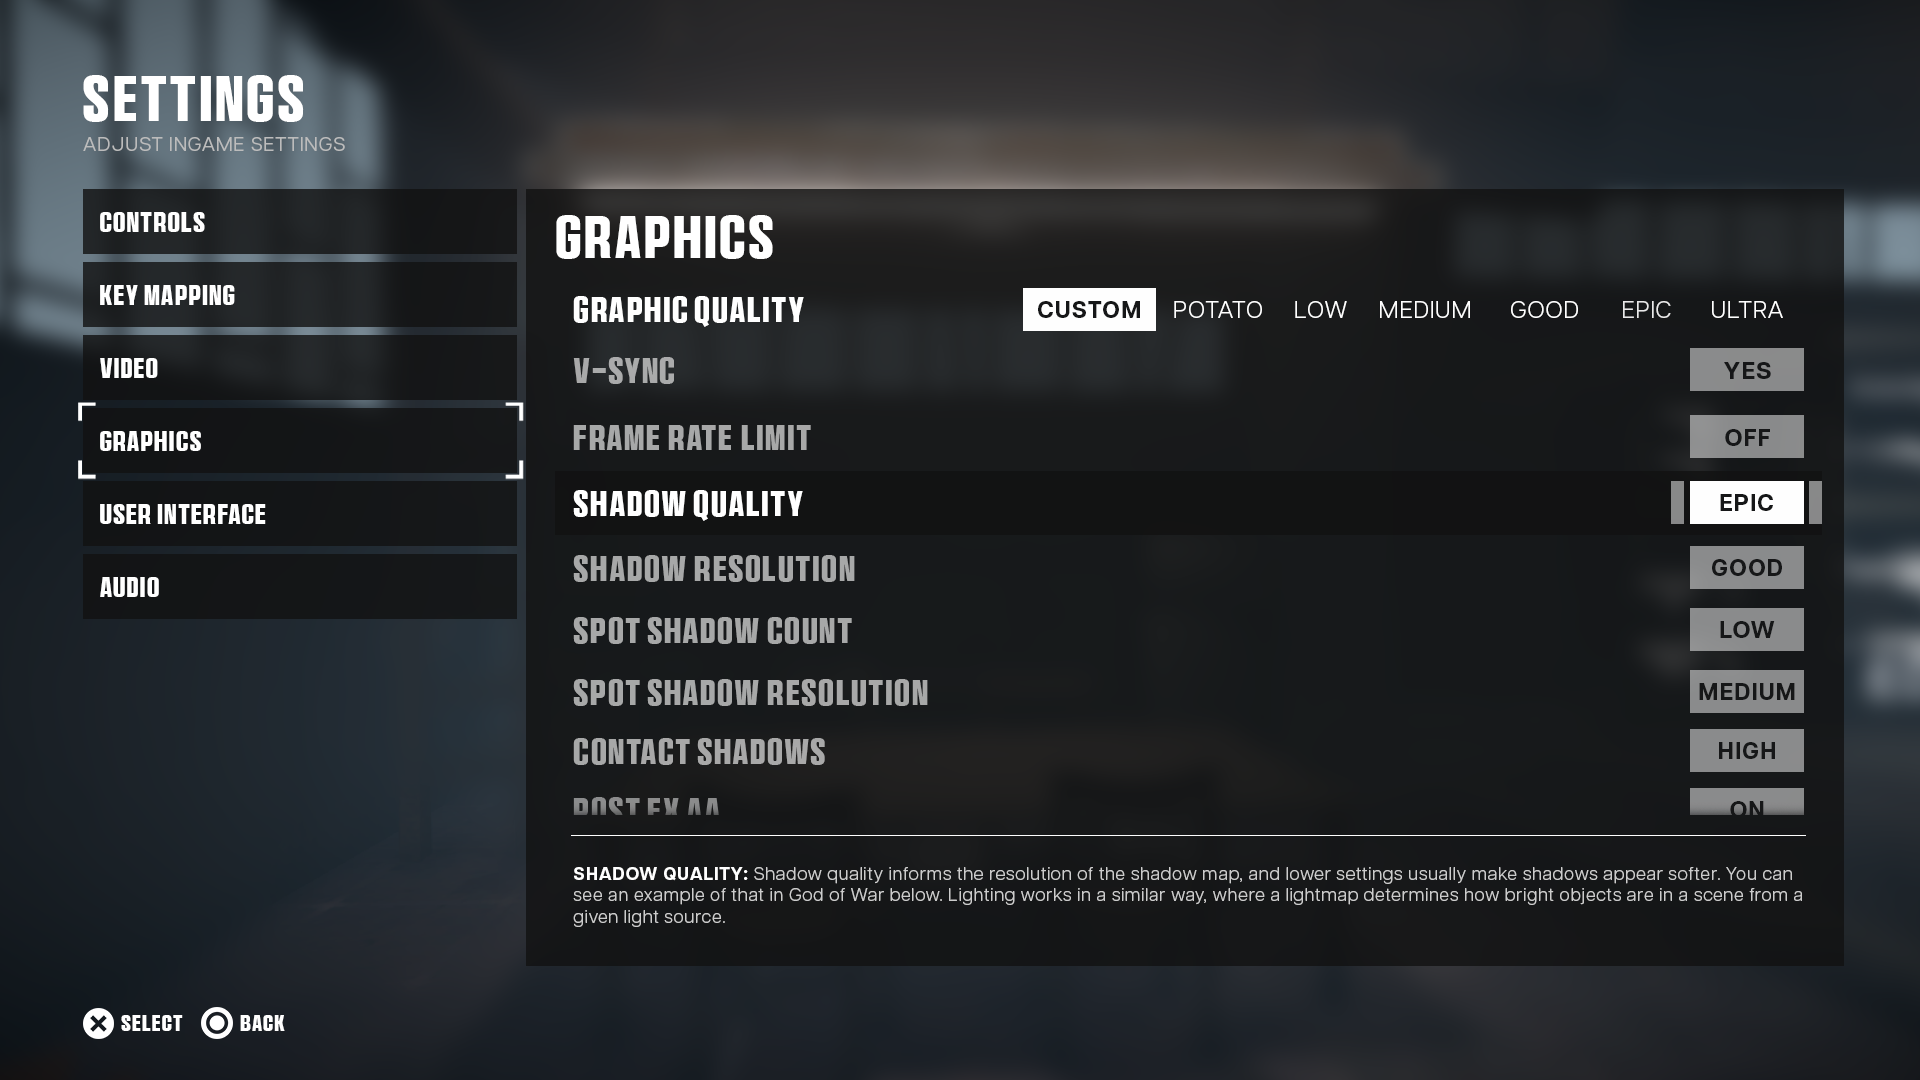 SETTINGS
ADJUST INGAME SETTINGS
CONTROLS
KEY MAPPING
VIDEO
GRAPHICS
USER INTERFACE
AUDIO
GRAPHICS
GRAPHIC QUALITY CUSTOM POTATO LOW MEDIUM GOOD EPIC ULTRA
V-SYNC YES
FRAME RATE LIMIT OFF
SHADOW QUALITY EPIC
SHADOW RESOLUTION GOOD
SPOT SHADOW COUNT LOW
SPOT SHADOW RESOLUTION MEDIUM
CONTACT SHADOWS HIGH
POST FX AA ON
SHADOW QUALITY: Shadow quality informs the resolution of the shadow map, and lower settings usually make shadows appear softer. You can
see an example of that in God of War below. Lighting works in a similar way, where a lightmap determines how bright objects are in a scene from a
given light source.
SELECT BACK